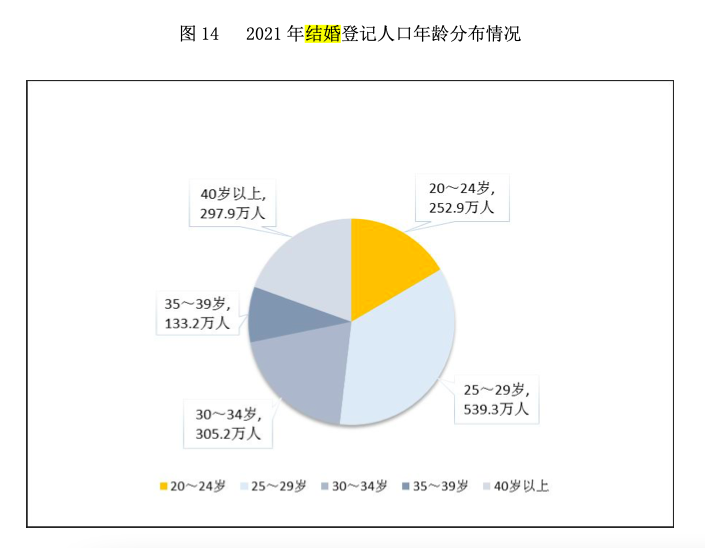 图 14 2021 年结婚登记人口年龄分布情况
20～24岁,
252.9万人
40岁以上,
297.9万人
35～39岁,
133.2万人
25～29岁,
539.3万人
30～34岁,
305.2万人
20～24岁 25～29岁 30～34岁 35～39岁 40岁以上